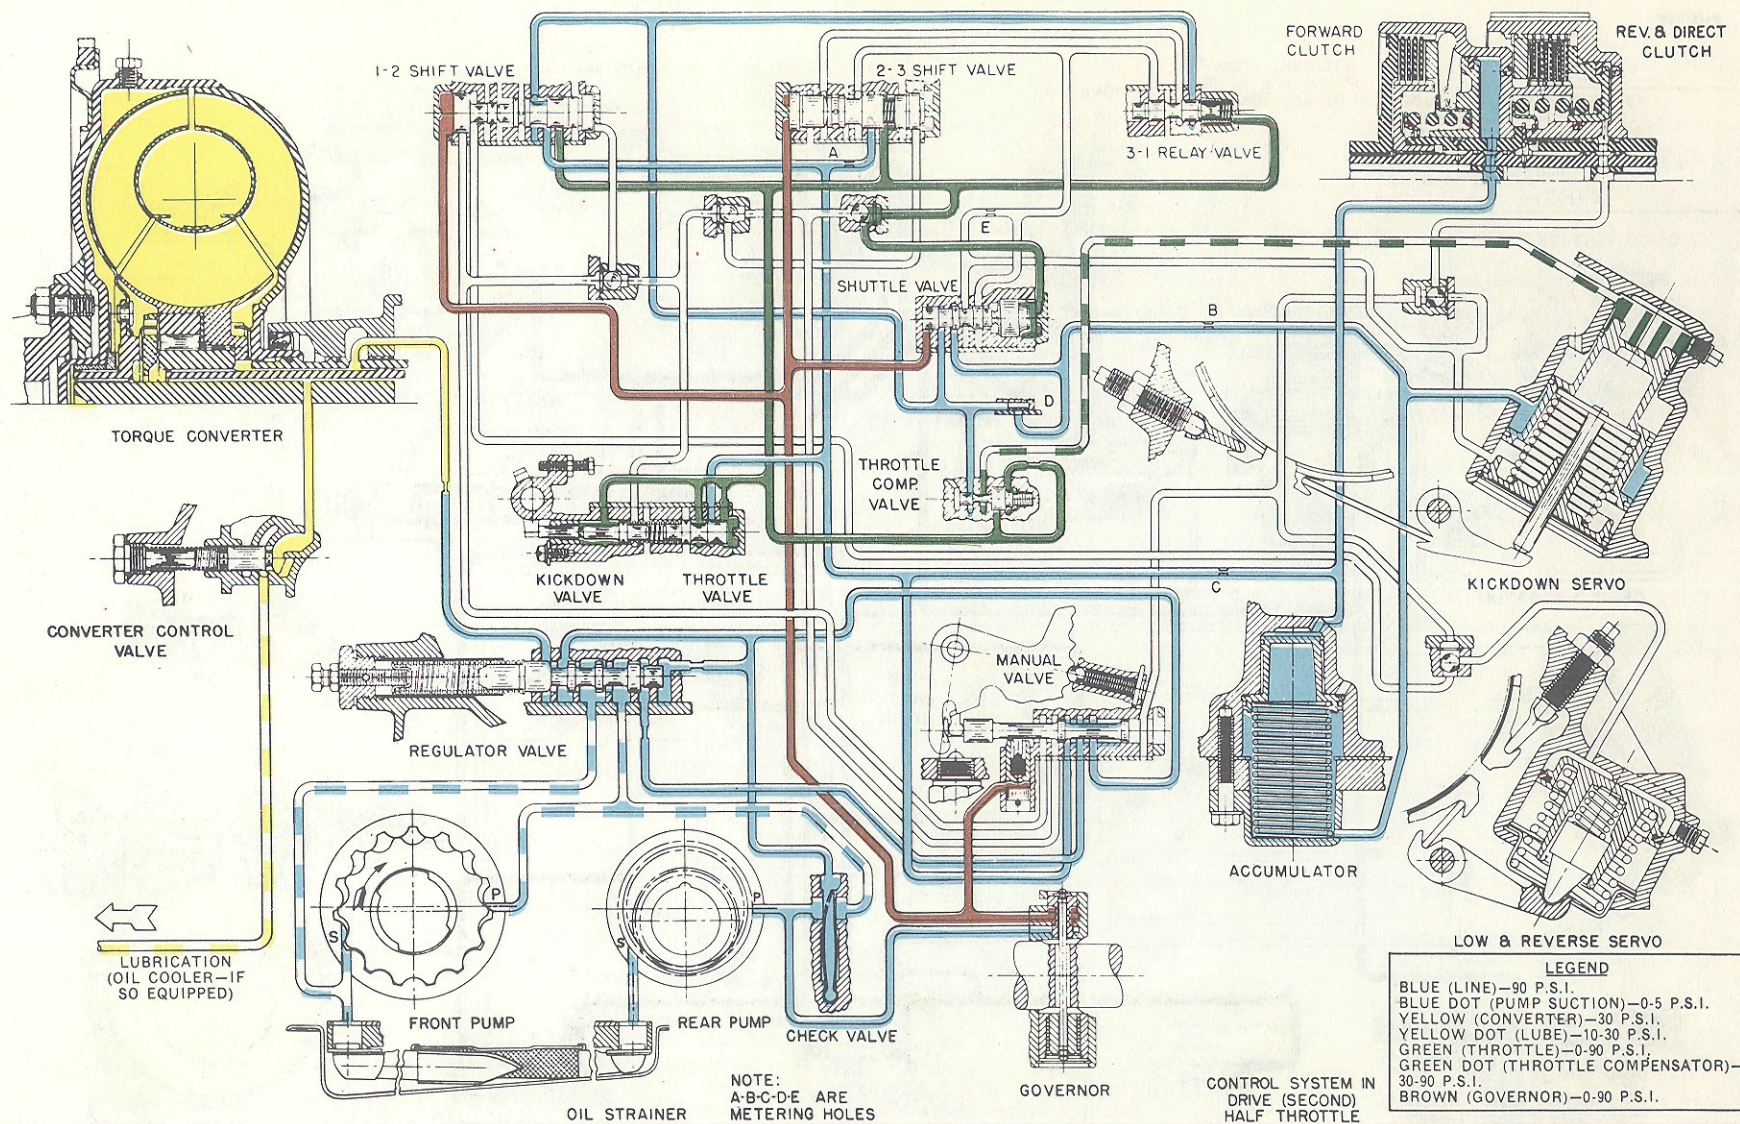 1-2 SHIFT VALVE
2-3 SHIFT VALVE
FORWARD
CLUTCH
REV. & DIRECT
CLUTCH
A
3-1 RELAY VALVE
E
SHUTTLE VALVE
B
D
TORQUE CONVERTER
THROTTLE
COMP.
VALVE
KICKDOWN
VALVE
THROTTLE
VALVE
C
KICKDOWN SERVO
CONVERTER CONTROL
VALVE
MANUAL
VALVE
REGULATOR VALVE
ACCUMULATOR
P
S
P
S
LOW & REVERSE SERVO
LUBRICATION
(OIL COOLER—IF
SO EQUIPPED)
FRONT PUMP
REAR PUMP
CHECK VALVE
GOVERNOR
OIL STRAINER
NOTE:
A-B-C-D-E ARE
METERING HOLES
CONTROL SYSTEM IN
DRIVE (SECOND)
HALF THROTTLE
LEGEND
BLUE (LINE)—90 P.S.I.
BLUE DOT (PUMP SUCTION)—0-5 P.S.I.
YELLOW (CONVERTER)—30 P.S.I.
YELLOW DOT (LUBE)—10-30 P.S.I.
GREEN (THROTTLE)—0-90 P.S.I.
GREEN DOT (THROTTLE COMPENSATOR)—
30-90 P.S.I.
BROWN (GOVERNOR)—0-90 P.S.I.